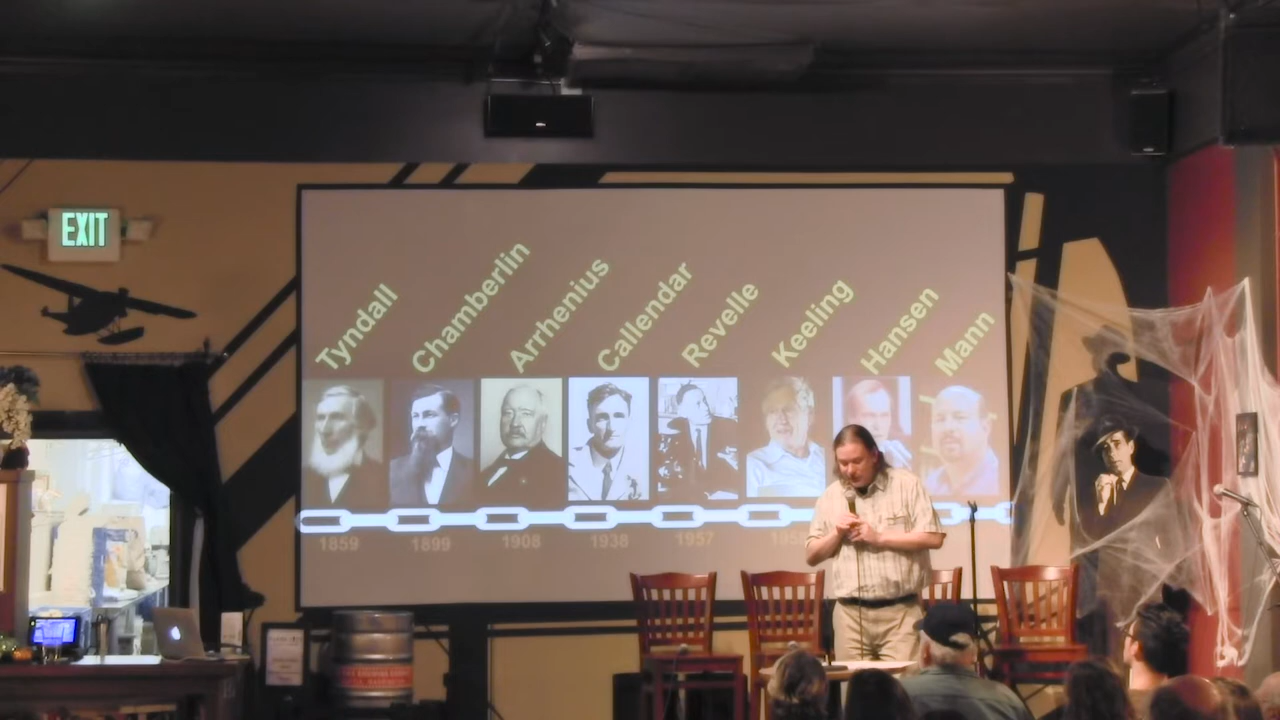 EXIT
Tyndall
Chamberlin
Arrhenius
Callendar
Revelle
Keeling
Hansen
Mann
1859
1899
1908
1938
1957